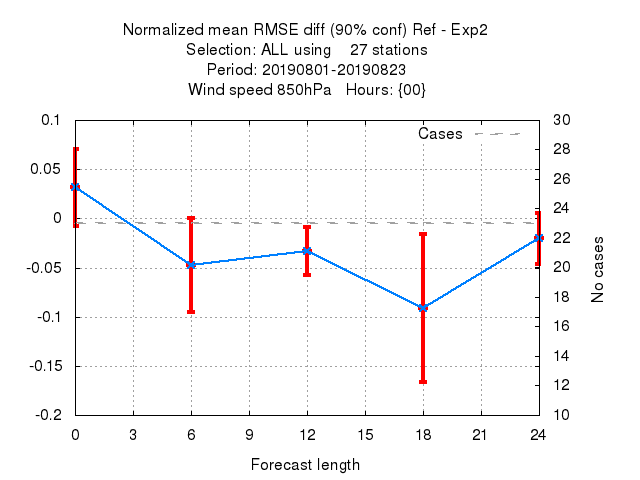 Normalized mean RMSE diff (90% conf) Ref - Exp2
Selection: ALL using 27 stations
Period: 20190801-20190823
Wind speed 850hPa Hours: {00}
Cases
0.1
0.05
0
-0.05
-0.1
-0.15
-0.2
30
28
26
24
22
20
18
16
14
12
10
No cases
0 3 6 9 12 15 18 21 24
Forecast length